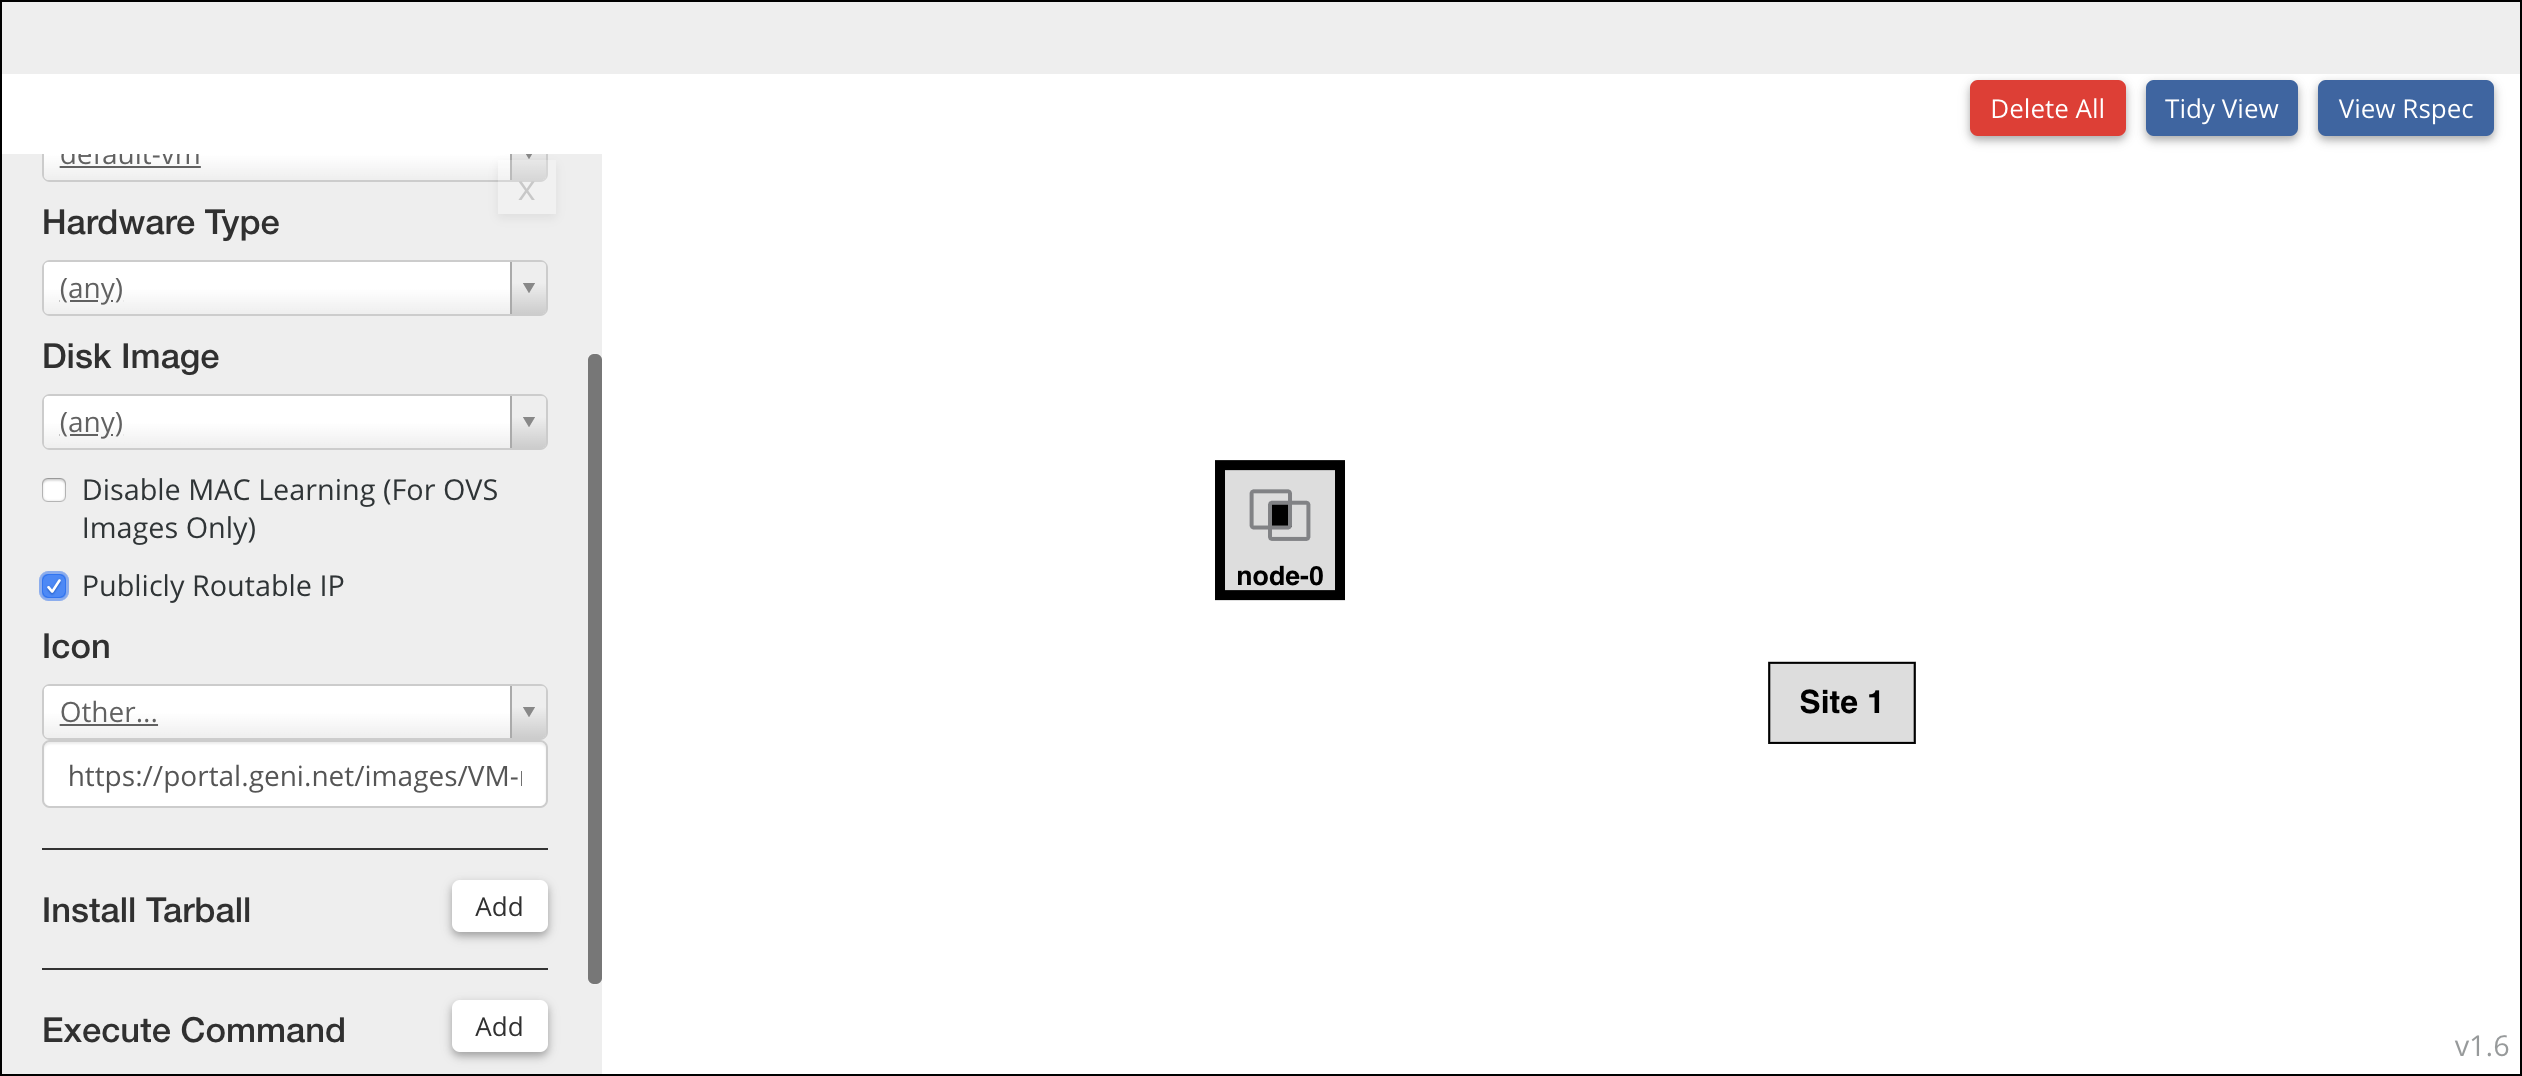 Delete All
Tidy View
View Rspec
default-vm
X
Hardware Type
(any)
Disk Image
(any)
Disable MAC Learning (For OVS
Images Only)
Publicly Routable IP
Icon
Other...
https://portal.geni.net/images/VM-
Install Tarball
Add
Execute Command
Add
node-0
Site 1
v1.6